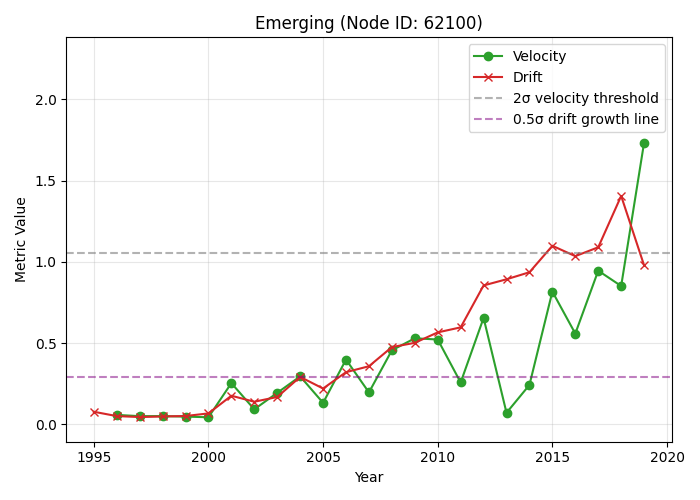 Emerging (Node ID: 62100)
Velocity
Drift
2σ velocity threshold
0.5σ drift growth line
Metric Value
2.0
1.5
1.0
0.5
0.0
1995 2000 2005 2010 2015 2020
Year